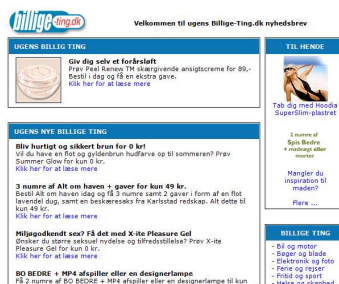 billige-ting.dk
Velkommen til ugens Billige-Ting.dk nyhedsbrev
UGENS BILLIG TING
Giv dig selv et forårsløft
Prøv Peel Renew TM skærgivende ansigtscreme for 89,-
Bestil i dag og få en ekstra gave.
Klik her for at læse mere
UGENS NYE BILLIGE TING
Bliv hurtigt og sikkert brun for 0 kr!
Vil du have en flot og gyldenbrun hudfarve op til sommeren? Prøv
Summer Glow for kun 0 kr.
Klik her for at læse mere
3 numre af Alt om haven + gaver for kun 49 kr.
Bestil Alt om haven idag og få 3 numre samt 2 gaver i form af en flot
lavendel dug, samt en beskæresaks fra Karlsstad redskap. Alt dette til
kun 49 kr.
Klik her for at læse mere
Miljøgodkendt sex? Få det med X-ite Pleasure Gel
Ønsker du større seksuel nydelse og tilfredsstillelse? Prøv X-ite
Pleasure Gel for kun 0 kr.
Klik her for at læse mere
BO BEDRE + MP4 afspiller eller en designerlampe
Få 2 numre af BO BEDRE + MP4 afspiller eller en designerlampe til kun
TIL HENDE
Tab dig med Hoodia
SuperSlim-plastret
2 numre af
Spis Bedre
+ madvægt eller
morter
Mangler du
inspiration til
maden?
Flere ...
BILLIGE TING
- Bil og motor
- Bøger og blade
- Elektronik og foto
- Ferie og rejser
- Fritid og sport
- Helse og skønhed